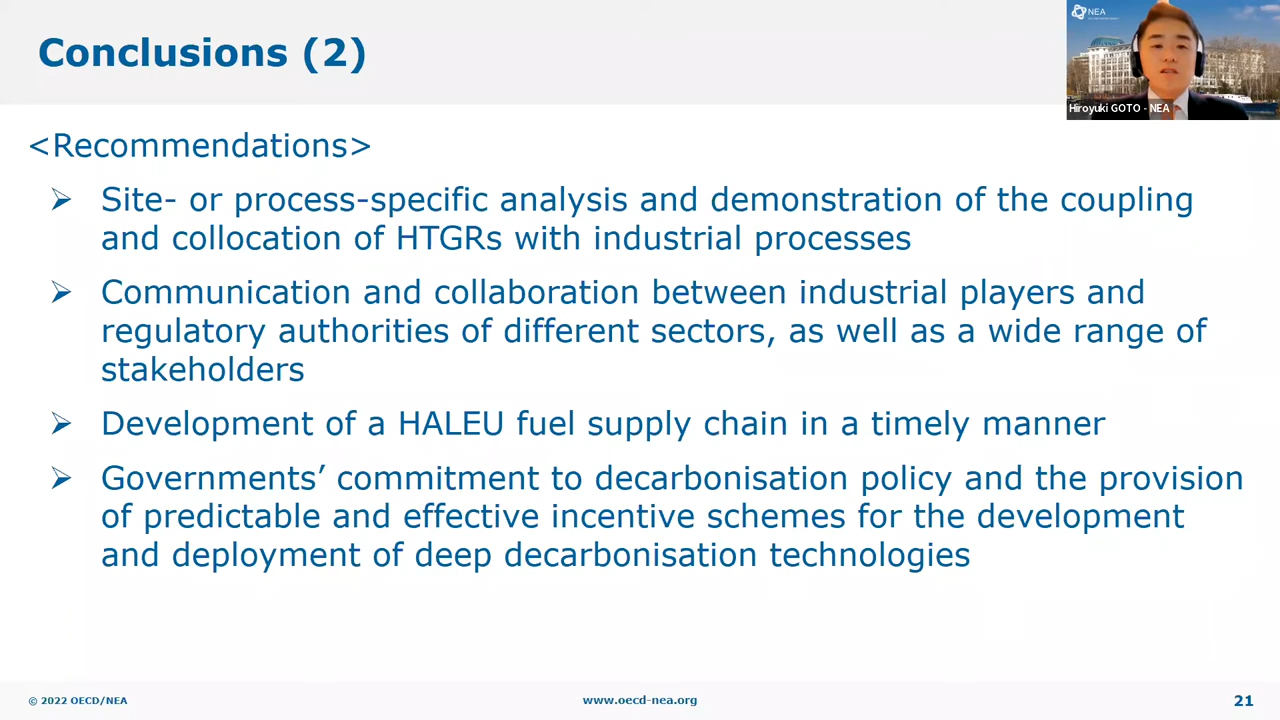 Conclusions (2)
NEA
Hiroyuki GOTO - NEA
<Recommendations>
➢ Site- or process-specific analysis and demonstration of the coupling
and collocation of HTGRs with industrial processes
➢ Communication and collaboration between industrial players and
regulatory authorities of different sectors, as well as a wide range of
stakeholders
➢ Development of a HALEU fuel supply chain in a timely manner
➢ Governments’ commitment to decarbonisation policy and the provision
of predictable and effective incentive schemes for the development
and deployment of deep decarbonisation technologies
© 2022 OECD/NEA
www.oecd-nea.org
21